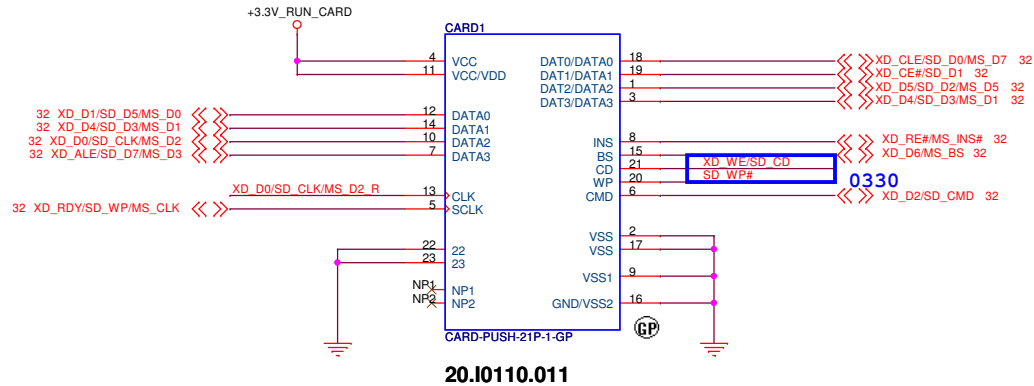 +3.3V_RUN_CARD
CARD1
4 VCC DAT0/DATA0 18 XD_CLE/SD_D0/MS_D7 32
11 VCC/VDD DAT1/DATA1 19 XD_CE#/SD_D1 32
DAT2/DATA2 1 XD_D5/SD_D2/MS_D5 32
DAT3/DATA3 3 XD_D4/SD_D3/MS_D1 32
32 XD_D1/SD_D5/MS_D0 12 DATA0
32 XD_D4/SD_D3/MS_D1 14 DATA1
32 XD_D0/SD_CLK/MS_D2 10 DATA2
32 XD_ALE/SD_D7/MS_D3 7 DATA3
INS 8 XD_RE#/MS_INS# 32
BS 15 XD_D6/MS_BS 32
CD 21 XD_WE/SD_CD
WP 20 SD_WP# 0330
XD_D0/SD_CLK/MS_D2_R 13 CLK CMD 6 XD_D2/SD_CMD 32
32 XD_RDY/SD_WP/MS_CLK 5 SCLK
VSS 2
22 22 VSS 17
23 23
VSS1 9
NP1 NP1
NP2 NP2 GND/VSS2 16
GP
CARD-PUSH-21P-1-GP
20.I0110.011